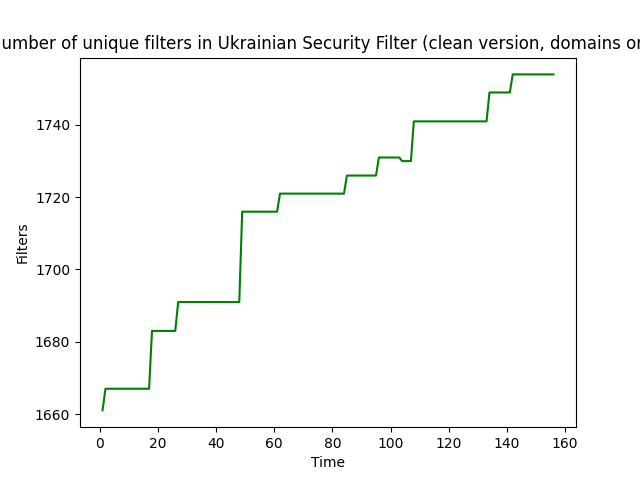 umber of unique filters in Ukrainian Security Filter (clean version, domains or
Filters
1740
1720
1700
1680
1660
0 20 40 60 80 100 120 140 160
Time